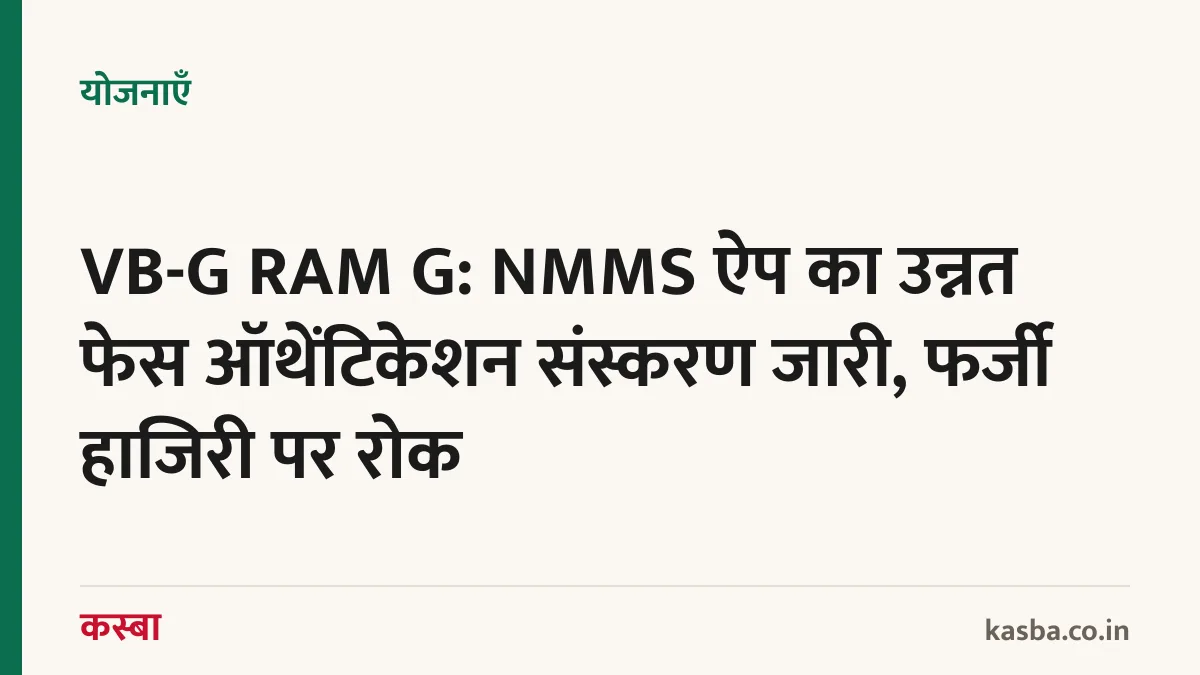 योजनाएँ
VB-G RAM G: NMMS ऐप का उन्नत
फेस ऑथेंटिकेशन संस्करण जारी, फर्जी
हाजिरी पर रोक
कस्बा
kasba.co.in